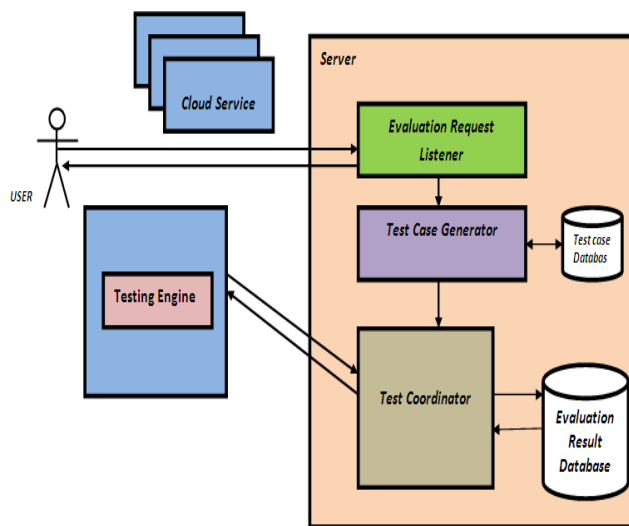 Server
Cloud Service
Evaluation Request
Listener
USER
Test Case Generator
Test case
Databas
Testing Engine
Test Coordinator
Evaluation
Result
Database